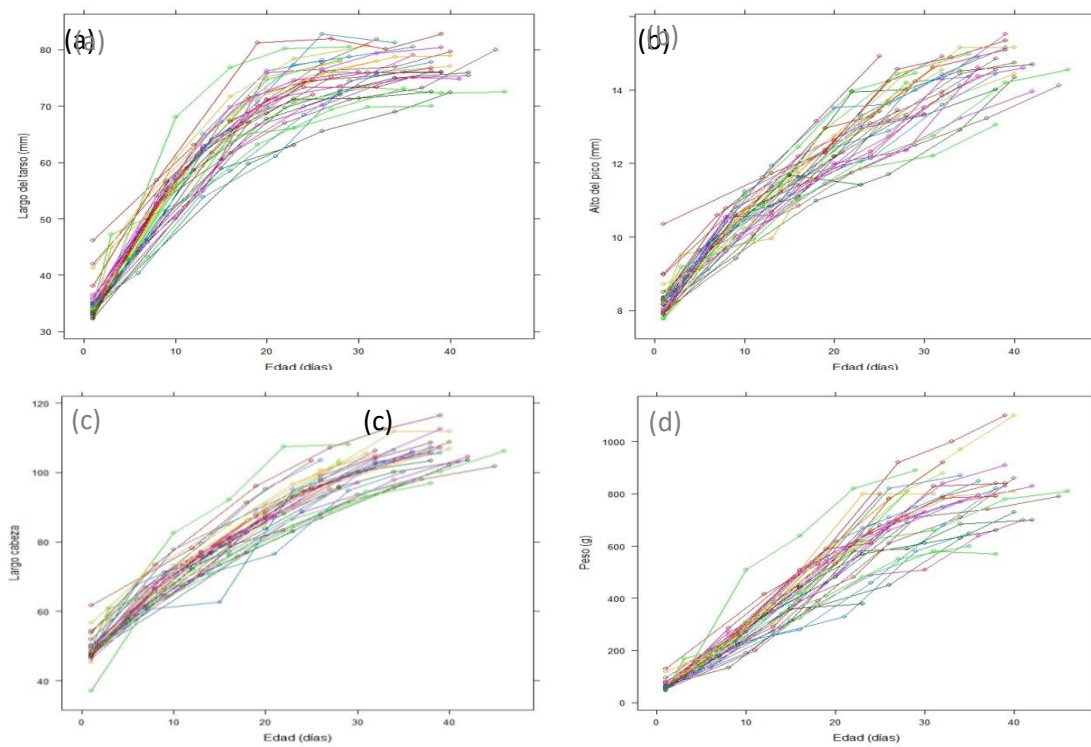 (a) (a)
Largo del tarso (mm)
80
70
60
50
40
30
0 10 20 30 40
Edad (días)
(b) (b)
Alto del pico (mm)
14
12
10
8
0 10 20 30 40
Edad (días)
(c) (c)
Largo cabeza
120
100
80
60
40
0 10 20 30 40
Edad (días)
(d)
Peso (g)
1000
800
600
400
200
0
0 10 20 30 40
Edad (días)